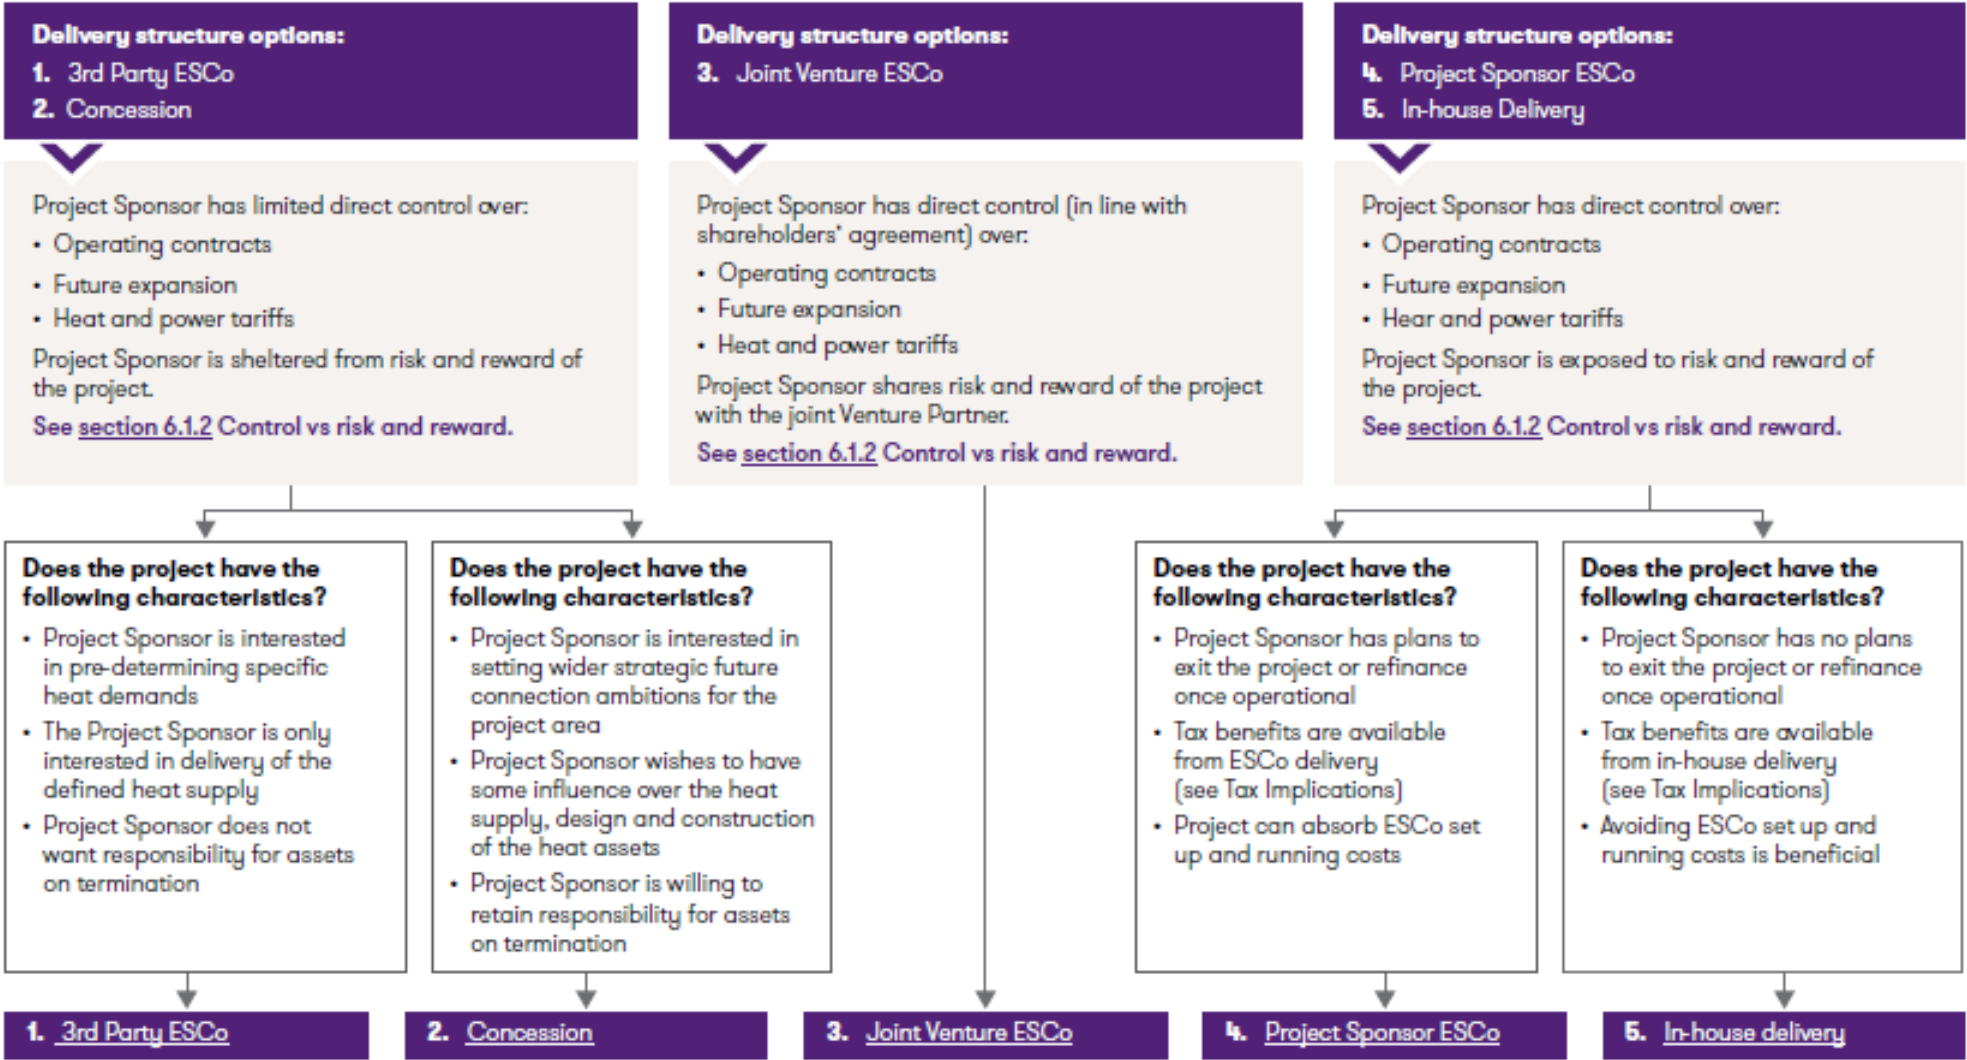 Delivery structure options:
1. 3rd Party ESCo
2. Concession
Project Sponsor has limited direct control over:
• Operating contracts
• Future expansion
• Heat and power tariffs
Project Sponsor is sheltered from risk and reward of
the project.
See section 6.1.2 Control vs risk and reward.
Delivery structure options:
3. Joint Venture ESCo
Project Sponsor has direct control (in line with
shareholders' agreement) over:
• Operating contracts
• Future expansion
• Heat and power tariffs
Project Sponsor shares risk and reward of the project
with the joint Venture Partner.
See section 6.1.2 Control vs risk and reward.
Delivery structure options:
4. Project Sponsor ESCo
5. In-house Delivery
Project Sponsor has direct control over:
• Operating contracts
• Future expansion
• Hear and power tariffs
Project Sponsor is exposed to risk and reward of
the project.
See section 6.1.2 Control vs risk and reward.
Does the project have the
following characteristics?
• Project Sponsor is interested
in pre-determining specific
heat demands
• The Project Sponsor is only
interested in delivery of the
defined heat supply
• Project Sponsor does not
want responsibility for assets
on termination
Does the project have the
following characteristics?
• Project Sponsor is interested in
setting wider strategic future
connection ambitions for the
project area
• Project Sponsor wishes to have
some influence over the heat
supply, design and construction
of the heat assets
• Project Sponsor is willing to
retain responsibility for assets
on termination
Does the project have the
following characteristics?
• Project Sponsor has plans to
exit the project or refinance
once operational
• Tax benefits are available
from ESCo delivery
(see Tax Implications)
• Project can absorb ESCo set
up and running costs
Does the project have the
following characteristics?
• Project Sponsor has no plans
to exit the project or refinance
once operational
• Tax benefits are available
from in-house delivery
(see Tax Implications)
• Avoiding ESCo set up and
running costs is beneficial
1. 3rd Party ESCo
2. Concession
3. Joint Venture ESCo
4. Project Sponsor ESCo
5. In-house delivery